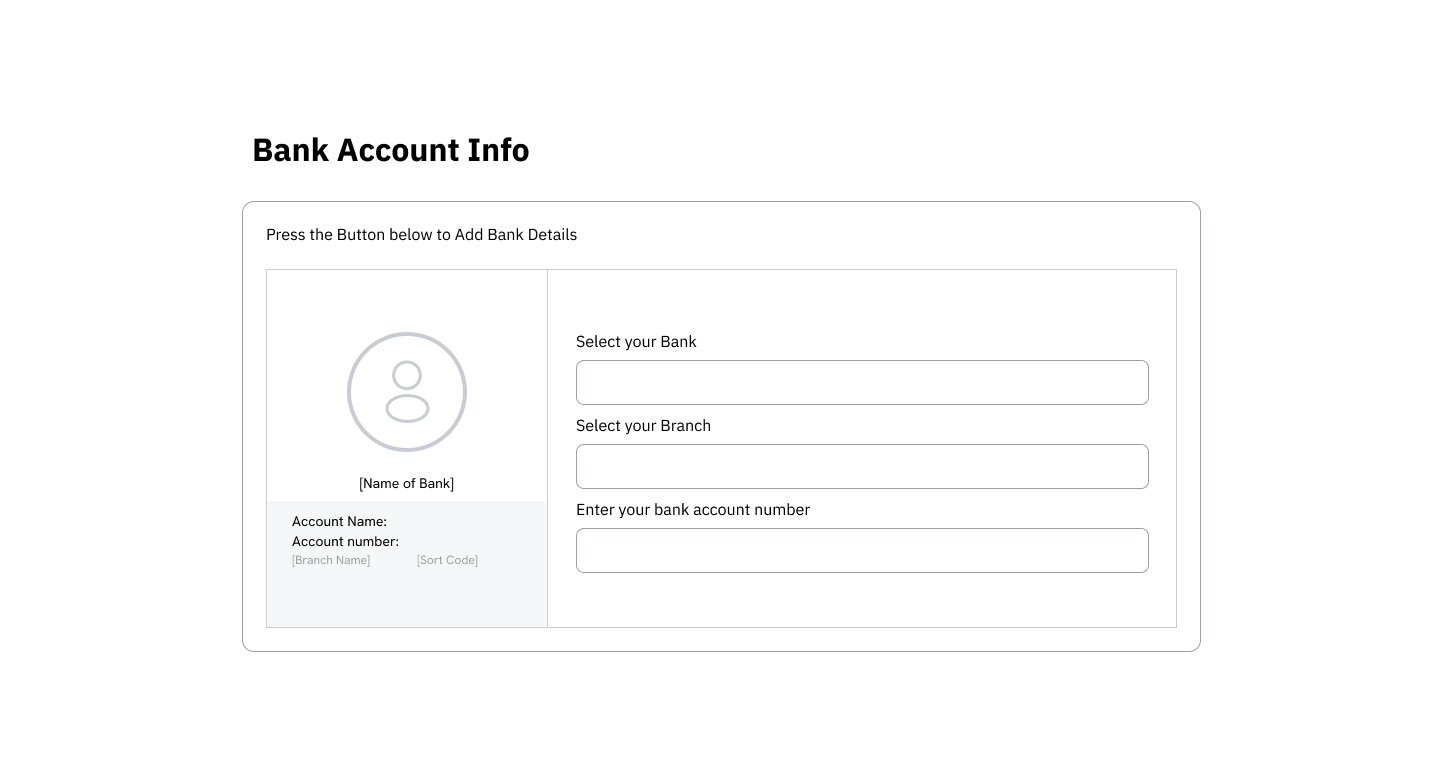 Bank Account Info
Press the Button below to Add Bank Details
[Name of Bank]
Account Name:
Account number:
[Branch Name] [Sort Code]
Select your Bank
Select your Branch
Enter your bank account number